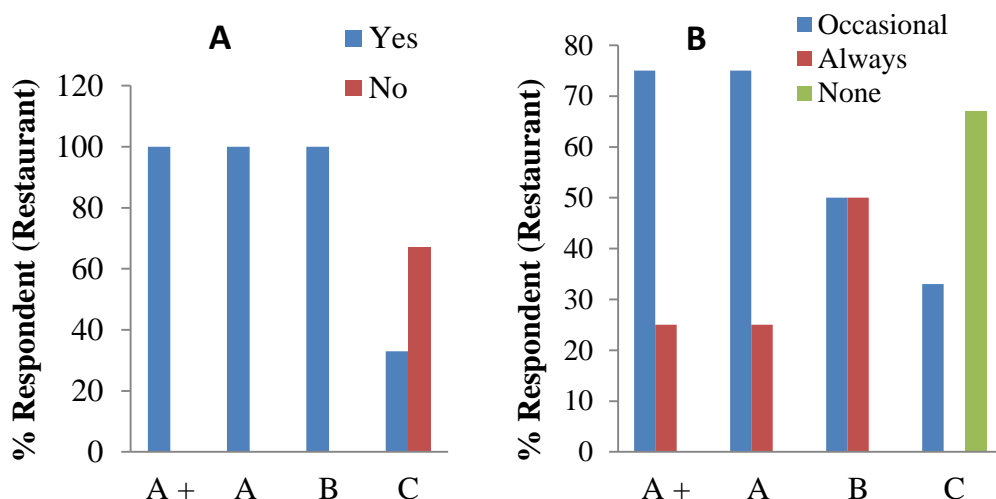 A
Yes
No
% Respondent (Restaurant)
120
100
80
60
40
20
0
A + A B C
B
Occasional
Always
None
% Respondent (Restaurant
80
70
60
50
40
30
20
10
0
A + A B C